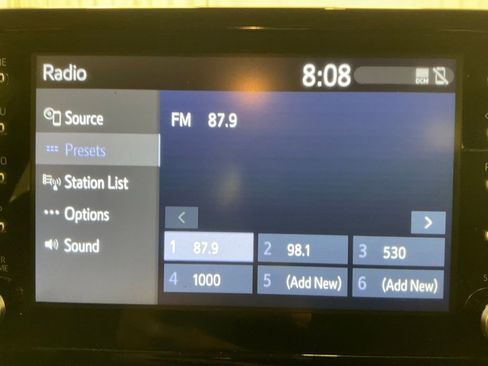 Radio 8:08 DCM
Source
FM 87.9
Presets
Station List
Options
Sound
1 87.9 2 98.1 3 530
4 1000 5 (Add New) 6 (Add New)